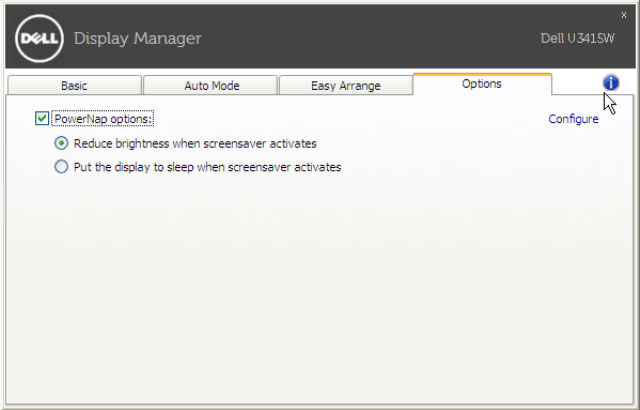 x
DELL Display Manager Dell U3415W
Basic Auto Mode Easy Arrange Options i
PowerNap options: Configure
Reduce brightness when screensaver activates
Put the display to sleep when screensaver activates